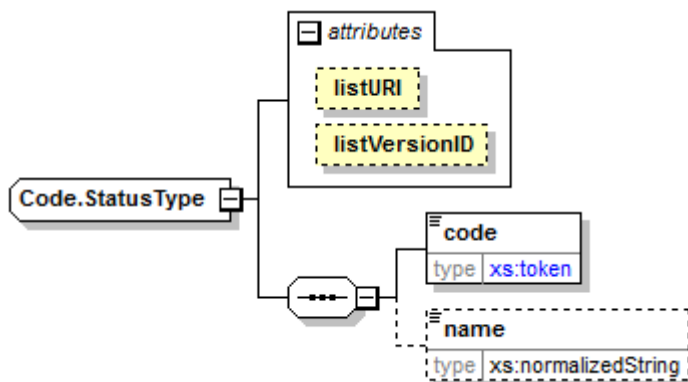 attributes
listURI
listVersionID
Code.StatusType
code
type xs:token
name
type xs:normalizedString